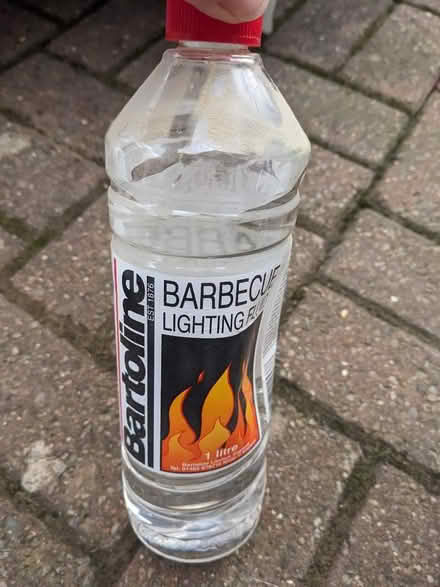 Bartoline
EST 1876
BARBECUE
LIGHTING
1 litre